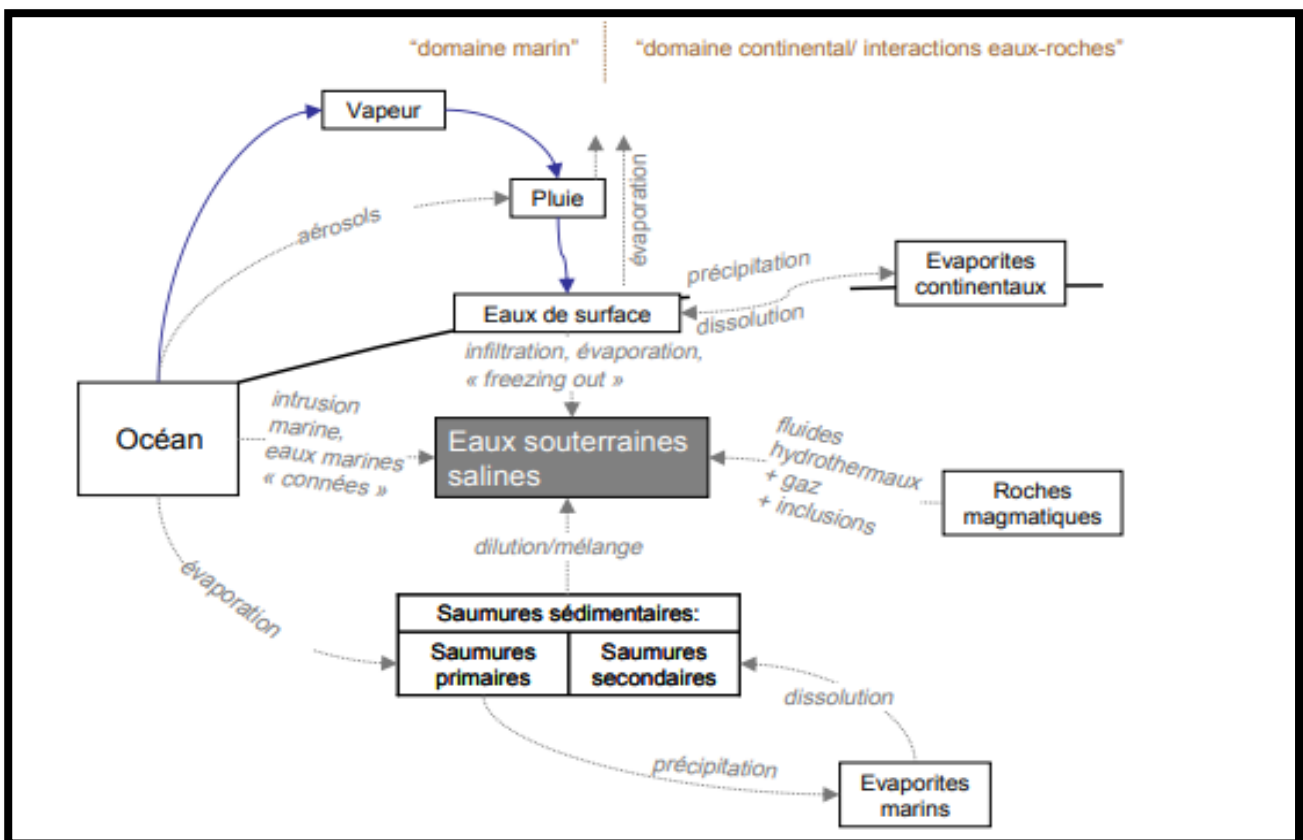 “domaine marin”
“domaine continental/ interactions eaux-roches”
Vapeur
Pluie
aérosols
évaporation
précipitation
dissolution
Evaporites
continentaux
Eaux de surface
infiltration, évaporation,
« freezing out »
Océan
intrusion
marine,
eaux marines
« connées »
Eaux souterraines
salines
fluides
hydrothermaux
+ gaz
+ inclusions
Roches
magmatiques
dilution/mélange
évaporation
Saumures sédimentaires:
Saumures
primaires
Saumures
secondaires
dissolution
précipitation
Evaporites
marins